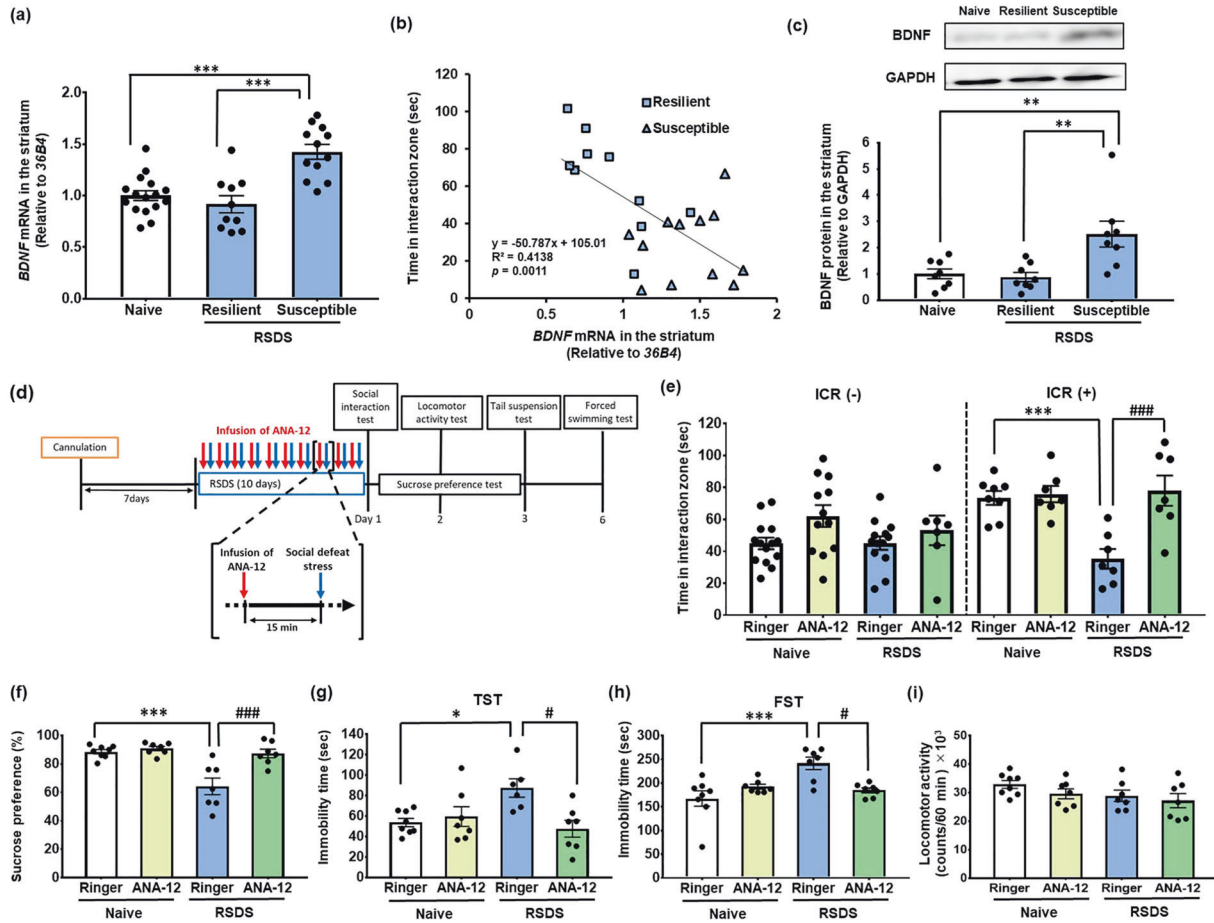 (a)
***
***
BDNF mRNA in the striatum
(Relative to 36B4)
2.0
1.5
1.0
0.5
0.0
Naive
Resilient
Susceptible
RSDS
(b)
Time in interaction zone (sec)
120
100
80
60
40
20
0
Resilient
Susceptible
y = -50.787x + 105.01
R² = 0.4138
p = 0.0011
0
0.5
1
1.5
2
BDNF mRNA in the striatum
(Relative to 36B4)
(c)
Naive
Resilient
Susceptible
BDNF
GAPDH
**
**
BDNF protein in the striatum
(Relative to GAPDH)
6
5
4
3
2
1
0
Naive
Resilient
Susceptible
RSDS
(d)
Cannulation
7days
Infusion of ANA-12
RSDS (10 days)
Social
interaction
test
Locomotor
activity test
Tail suspension
test
Forced
swimming test
Sucrose preference test
Day 1
2
3
6
Infusion of
ANA-12
Social defeat
stress
15 min
(e)
ICR (-)
ICR (+)
***
###
Time in interaction zone (sec)
120
100
80
60
40
20
0
Ringer
ANA-12
Ringer
ANA-12
Ringer
ANA-12
Ringer
ANA-12
Naive
RSDS
Naive
RSDS
(f)
***
###
Sucrose preference (%)
100
80
60
40
20
0
Ringer
ANA-12
Ringer
ANA-12
Naive
RSDS
(g)
TST
*
#
Immobility time (sec)
140
120
100
80
60
40
20
0
Ringer
ANA-12
Ringer
ANA-12
Naive
RSDS
(h)
FST
***
#
Immobility time (sec)
300
250
200
150
100
50
0
Ringer
ANA-12
Ringer
ANA-12
Naive
RSDS
(i)
Locomotor activity
(counts/60 min) × 10³
50
40
30
20
10
0
Ringer
ANA-12
Ringer
ANA-12
Naive
RSDS